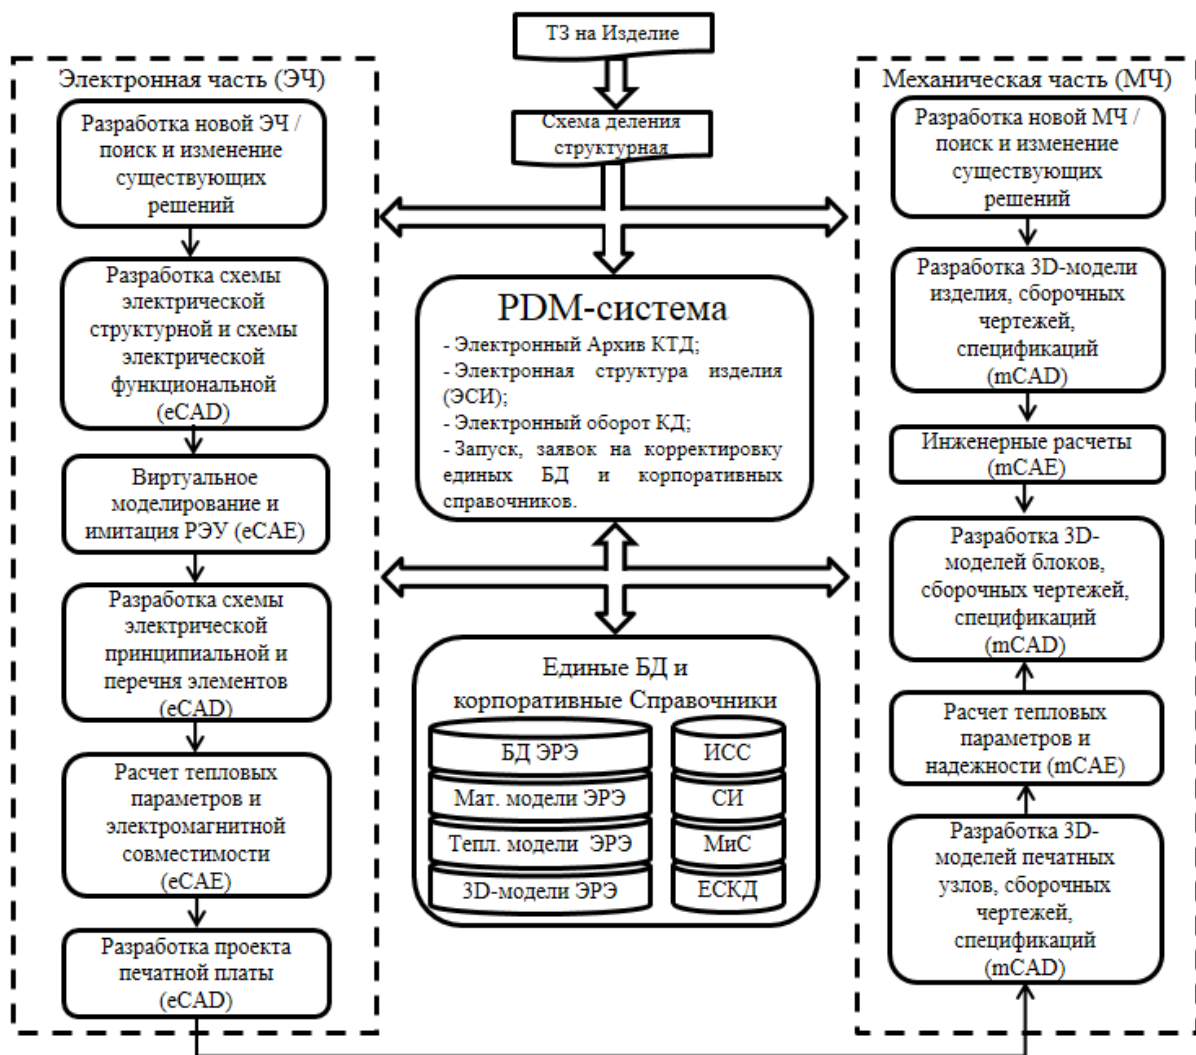 ТЗ на Изделие
Схема деления
структурная
Электронная часть (ЭЧ)
Разработка новой ЭЧ /
поиск и изменение
существующих
решений
Разработка схемы
электрической
структурной и схемы
электрической
функциональной
(eCAD)
Виртуальное
моделирование и
имитация РЭУ (eCAE)
Разработка схемы
электрической
принципиальной и
перечня элементов
(eCAD)
Расчет тепловых
параметров и
электромагнитной
совместимости
(eCAE)
Разработка проекта
печатной платы
(eCAD)
PDM-система
- Электронный Архив КТД;
- Электронная структура изделия
(ЭСИ);
- Электронный оборот КД;
- Запуск, заявок на корректировку
единых БД и корпоративных
справочников.
Единые БД и
корпоративные Справочники
БД ЭРЭ
Мат. модели ЭРЭ
Тепл. модели ЭРЭ
3D-модели ЭРЭ
ИСС
СИ
МиС
ЕСКД
Механическая часть (МЧ)
Разработка новой МЧ /
поиск и изменение
существующих
решений
Разработка 3D-модели
изделия, сборочных
чертежей,
спецификаций
(mCAD)
Инженерные расчеты
(mCAE)
Разработка 3D-
моделей блоков,
сборочных чертежей,
спецификаций
(mCAD)
Расчет тепловых
параметров и
надежности (mCAE)
Разработка 3D-
моделей печатных
узлов, сборочных
чертежей,
спецификаций
(mCAD)